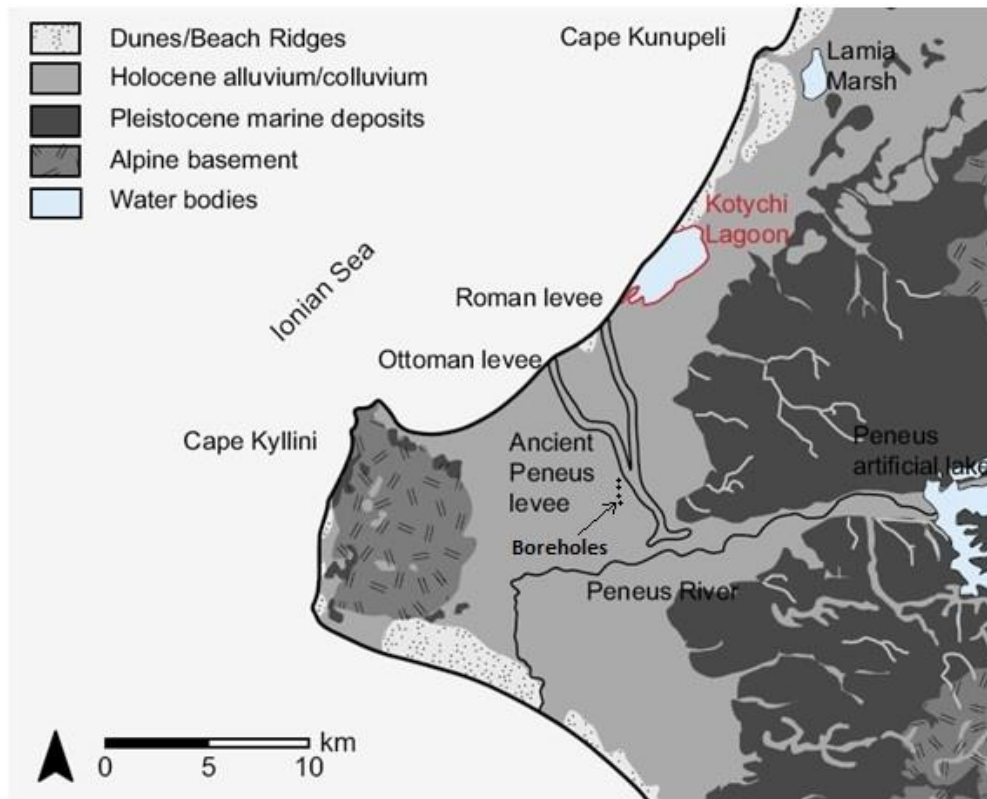 Dunes/Beach Ridges
Holocene alluvium/colluvium
Pleistocene marine deposits
Alpine basement
Water bodies
Cape Kunupeli
Lamia
Marsh
Kotychi
Lagoon
Ionian Sea
Roman levee
Ottoman levee
Cape Kyllini
Ancient
Peneus
levee
Peneus
artificial lake
Boreholes
Peneus River
km
0 5 10